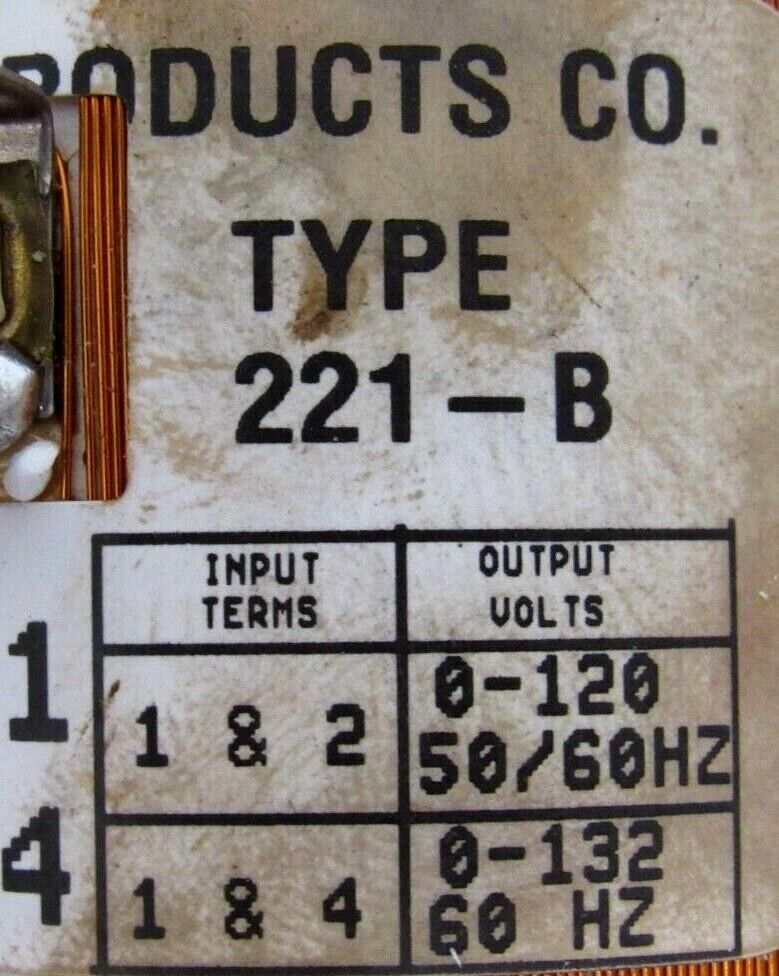 PRODUCTS CO.
TYPE
221-B
INPUT TERMS
OUTPUT VOLTS
1
1 & 2
0-120
50/60HZ
4
1 & 4
0-132
60 HZ